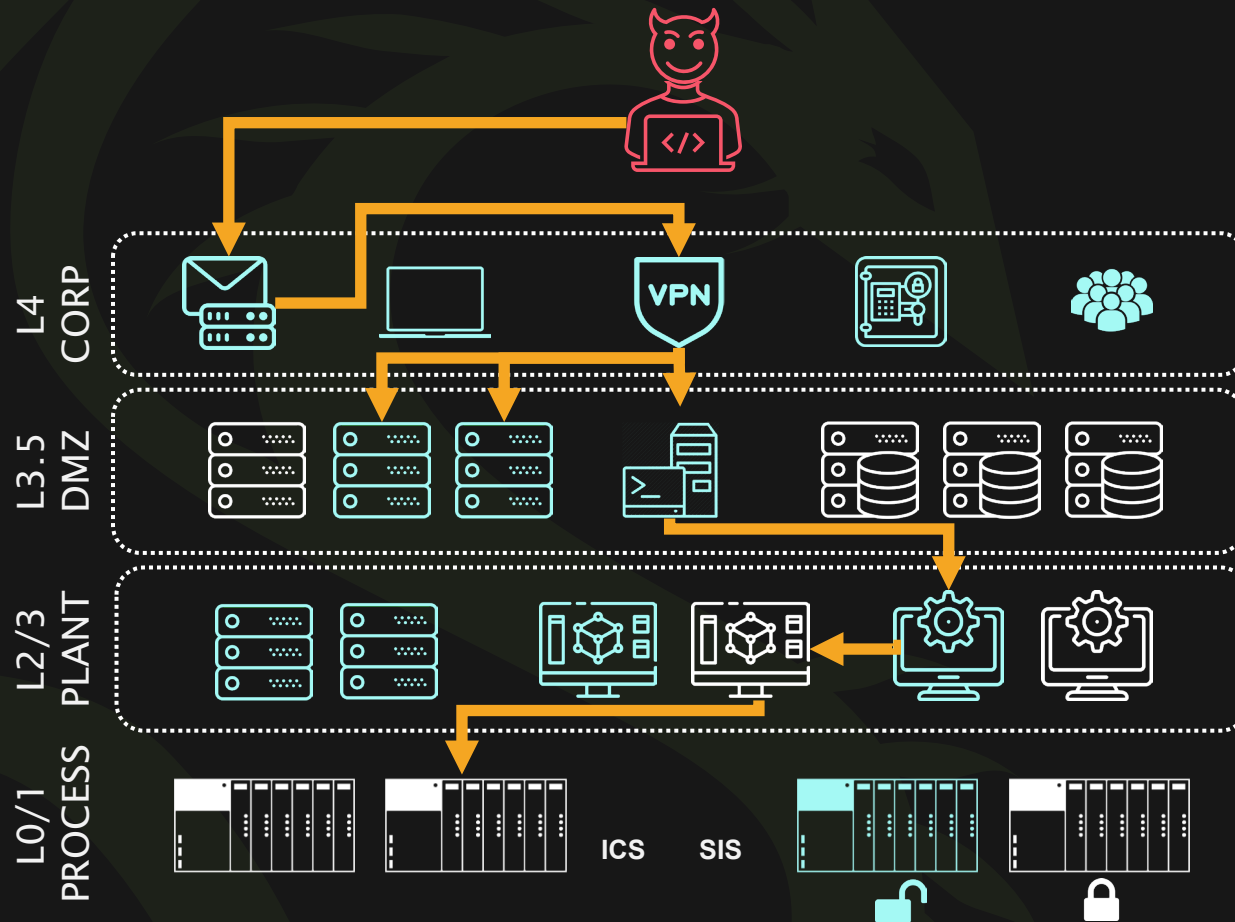 </>
L4
CORP
VPN
L3.5
DMZ
>_
L2/3
PLANT
L0/1
PROCESS
ICS
SIS